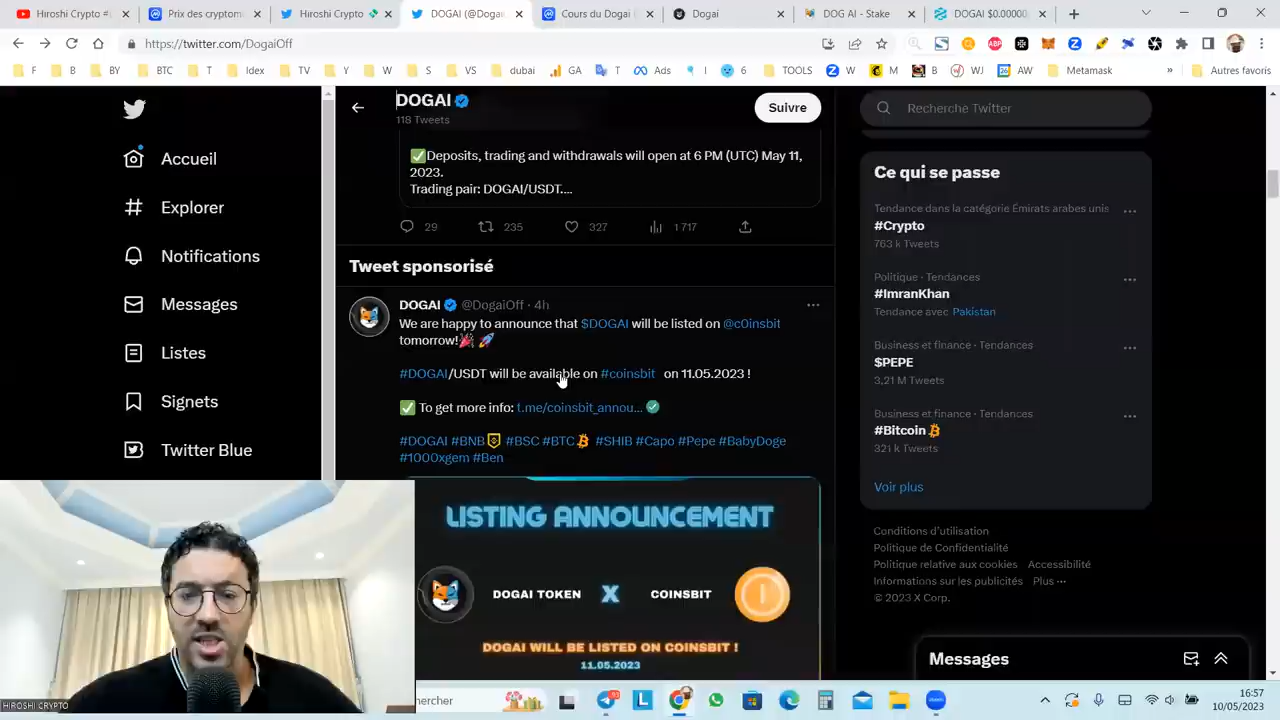 Hiroshi Crypto #
Prix des cryptom
Hiroshi Crypto
DOGAI (@Dogai
Cours du Dogai (
Dogai
DOG AI - Stake
DOGAI $0.00000
https://twitter.com/DogaiOff
F
B
BY
BTC
T
Idex
TV
Y
W
S
VS
dubai
GA
T
Ads
I
6
TOOLS
W
M
B
WJ
AW
Metamask
»
Autres favoris
DOGAI
118 Tweets
Suivre
Recherche Twitter
Accueil
Explorer
Notifications
Messages
Listes
Signets
Twitter Blue
✅Deposits, trading and withdrawals will open at 6 PM (UTC) May 11,
2023.
Trading pair: DOGAI/USDT....
29
235
327
1 717
Tweet sponsorisé
DOGAI @DogaiOff · 4h
We are happy to announce that $DOGAI will be listed on @c0insbit
tomorrow!🎉 🚀
#DOGAI/USDT will be available on #coinsbit on 11.05.2023 !
✅ To get more info: t.me/coinsbit_annou...
#DOGAI #BNB #BSC #BTC #SHIB #Capo #Pepe #BabyDoge
#1000xgem #Ben
LISTING ANNOUNCEMENT
DOGAI TOKEN X COINSBIT
DOGAI WILL BE LISTED ON COINSBIT !
11.05.2023
Ce qui se passe
Tendance dans la catégorie Émirats arabes unis
#Crypto
763 k Tweets
Politique · Tendances
#ImranKhan
Tendance avec Pakistan
Business et finance · Tendances
$PEPE
3,21 M Tweets
Business et finance · Tendances
#Bitcoin
321 k Tweets
Voir plus
Conditions d'utilisation
Politique de Confidentialité
Politique relative aux cookies Accessibilité
Informations sur les publicités Plus ···
© 2023 X Corp.
Messages
HIROSHI CRYPTO
ercher
16:57
10/05/2023